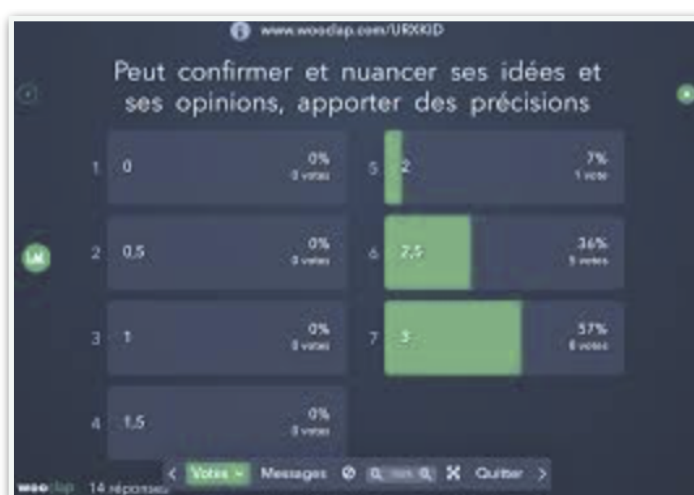 www.wooclap.com/URXKID
Peut confirmer et nuancer ses idées et
ses opinions, apporter des précisions
1 0 0%
0 votes
2 0,5 0%
0 votes
3 1 0%
0 votes
4 1,5 0%
0 votes
5 2 7%
1 vote
6 2,5 36%
5 votes
7 3 57%
8 votes
wooclap 14 réponses
Votes Messages Quitter